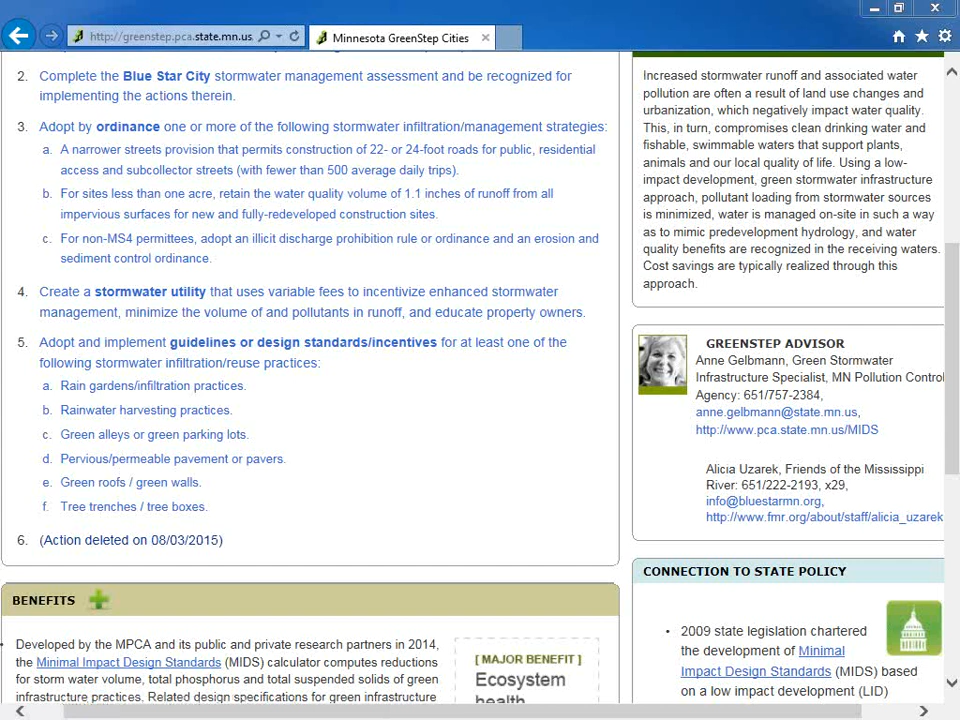 http://greenstep.pca.state.mn.us
Minnesota GreenStep Cities
2. Complete the Blue Star City stormwater management assessment and be recognized for
implementing the actions therein.
3. Adopt by ordinance one or more of the following stormwater infiltration/management strategies:
a. A narrower streets provision that permits construction of 22- or 24-foot roads for public, residential
access and subcollector streets (with fewer than 500 average daily trips).
b. For sites less than one acre, retain the water quality volume of 1.1 inches of runoff from all
impervious surfaces for new and fully-redeveloped construction sites.
c. For non-MS4 permittees, adopt an illicit discharge prohibition rule or ordinance and an erosion and
sediment control ordinance.
4. Create a stormwater utility that uses variable fees to incentivize enhanced stormwater
management, minimize the volume of and pollutants in runoff, and educate property owners.
5. Adopt and implement guidelines or design standards/incentives for at least one of the
following stormwater infiltration/reuse practices:
a. Rain gardens/infiltration practices.
b. Rainwater harvesting practices.
c. Green alleys or green parking lots.
d. Pervious/permeable pavement or pavers.
e. Green roofs / green walls.
f. Tree trenches / tree boxes.
6. (Action deleted on 08/03/2015)
BENEFITS
• Developed by the MPCA and its public and private research partners in 2014,
the Minimal Impact Design Standards (MIDS) calculator computes reductions
for storm water volume, total phosphorus and total suspended solids of green
infrastructure practices. Related design specifications for green infrastructure
[ MAJOR BENEFIT ]
Ecosystem
health
Increased stormwater runoff and associated water
pollution are often a result of land use changes and
urbanization, which negatively impact water quality.
This, in turn, compromises clean drinking water and
fishable, swimmable waters that support plants,
animals and our local quality of life. Using a low-
impact development, green stormwater infrastructure
approach, pollutant loading from stormwater sources
is minimized, water is managed on-site in such a way
as to mimic predevelopment hydrology, and water
quality benefits are recognized in the receiving waters.
Cost savings are typically realized through this
approach.
GREENSTEP ADVISOR
Anne Gelbmann, Green Stormwater
Infrastructure Specialist, MN Pollution Control
Agency: 651/757-2384,
anne.gelbmann@state.mn.us,
http://www.pca.state.mn.us/MIDS
Alicia Uzarek, Friends of the Mississippi
River: 651/222-2193, x29,
info@bluestarmn.org,
http://www.fmr.org/about/staff/alicia_uzarek
CONNECTION TO STATE POLICY
• 2009 state legislation chartered
the development of Minimal
Impact Design Standards (MIDS) based
on a low impact development (LID)